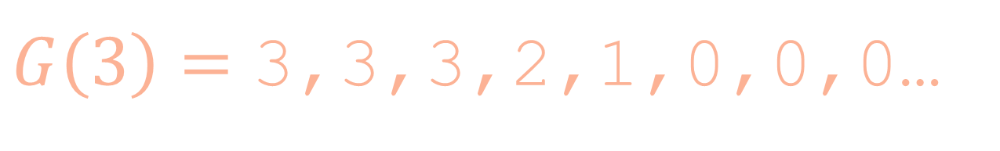 G(3) = 3,3,3,2,1,0,0,0…